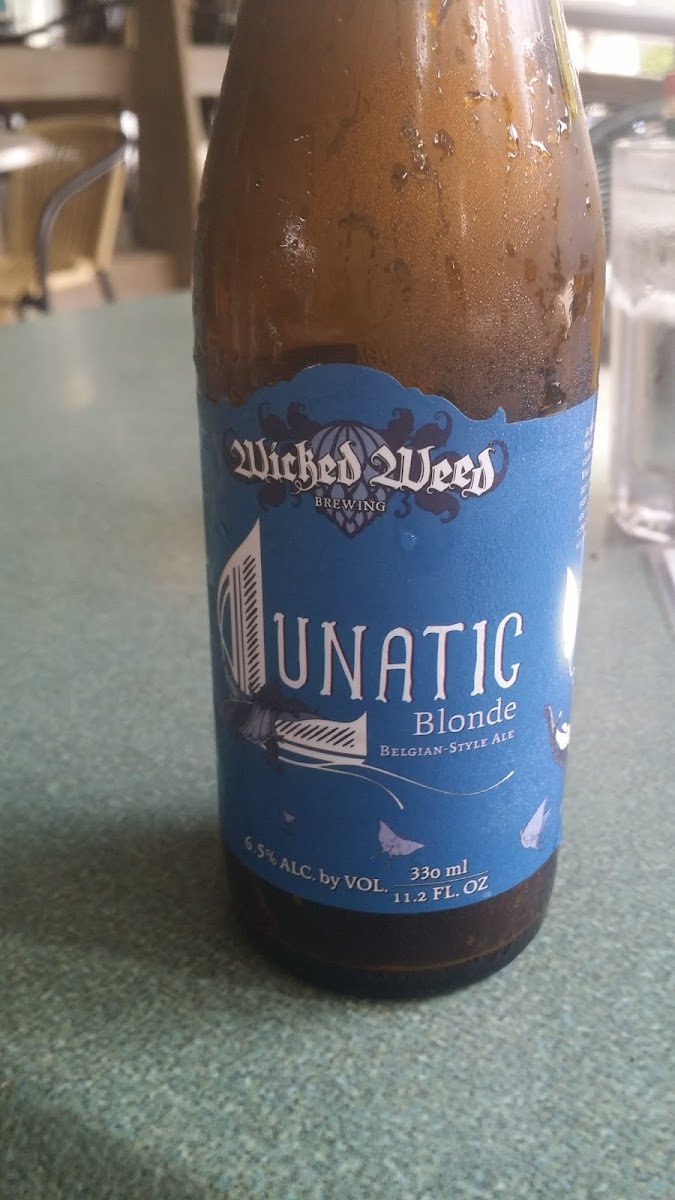 Wicked Weed
BREWING
LUNATIC
Blonde
BELGIAN-STYLE ALE
6.5% ALC. by VOL.
330 ml
11.2 FL. OZ